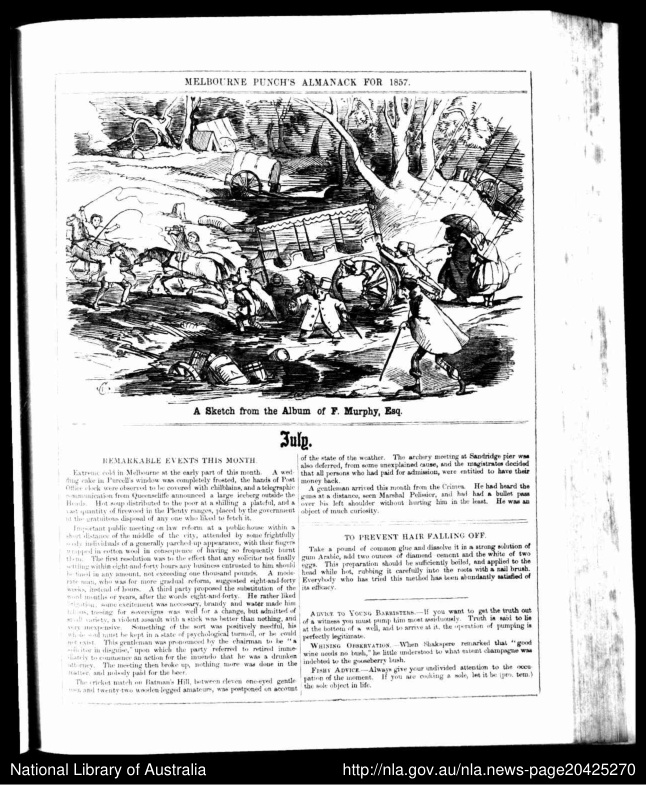 MELBOURNE PUNCH'S ALMANACK FOR 1857.
A Sketch from the Album of F. Murphy, Esq.
July.
REMARKABLE EVENTS THIS MONTH
Extreme cold in Melbourne at the early part of this month. A wed-
ding cake in Purcell's window was completely frosted, the hands of Post
Office clock were observed to be covered with chilblains, and a telegraphic
communication from Queenscliffe announced a large iceberg outside the
Heads. Hot soup distributed to the poor at a shilling a plateful, and a
vast quantity of firewood in the Plenty ranges, placed by the government
at the gratuitous disposal of any one who liked to fetch it.
Important public meeting on law reform at a public-house within a
short distance of the middle of the city, attended by some frightfully
individuals of a generally parched up appearance, with their fingers
wrapped in cotton wool in consequence of having so frequently burnt
them. The first resolution was to the effect that any solicitor not finally
settling within eight-and-forty hours any business entrusted to him should
be fined in any amount, not exceeding one thousand pounds. A mode-
rate man, who was for more gradual reform, suggested eight-and-forty
weeks, instead of hours. A third party proposed the substitution of the
word months or years, after the words eight-and-forty. He rather liked
some excitement was necessary, brandy and water made him
tossing for sovereigns was well for a change, but admitted of
small variety, a violent assault with a stick was better than nothing, and
very inexpensive. Something of the sort was positively needful, his
must be kept in a state of psychological turmoil, or he could
not exist. This gentleman was pronounced by the chairman to be "a
solicitor in disguise," upon which the party referred to retired imme-
diately to commence an action for the innuendo that he was a drunken
attorney. The meeting then broke up, nothing more was done in the
matter, and nobody paid for the beer.
The cricket match on Batman's Hill, between eleven one-eyed gentle-
men and twenty-two wooden legged amateurs, was postponed on account
of the state of the weather. The archery meeting at Sandridge pier was
also deferred, from some unexplained cause, and the magistrates decided
that all persons who had paid for admission, were entitled to have their
money back.
A gentleman arrived this month from the Crimea. He had heard the
guns at a distance, seen Marshal Pelissier, and had had a bullet pass
over his left shoulder without hurting him in the least. He was an
object of much curiosity.
TO PREVENT HAIR FALLING OFF.
Take a pound of common glue and dissolve it in a strong solution of
gum Arabic, add two ounces of diamond cement and the white of two
eggs. This preparation should be sufficiently boiled, and applied to the
head while hot, rubbing it carefully into the roots with a nail brush.
Everybody who has tried this method has been abundantly satisfied of
its efficacy.
ADVICE TO YOUNG BARRISTERS.—If you want to get the truth out
of a witness you must pump him most assiduously. Truth is said to lie
at the bottom of a well, and to arrive at it, the operation of pumping is
perfectly legitimate.
WHINING OBSERVATION.—When Shakspere remarked that "good
wine needs no bush," he little understood to what extent champagne was
indebted to the gooseberry bush.
FISHY ADVICE.—Always give your undivided attention to the occu-
pation of the moment. If you are cooking a sole, let it be (pro. tem.)
the sole object in life.
National Library of Australia
http://nla.gov.au/nla.news-page20425270